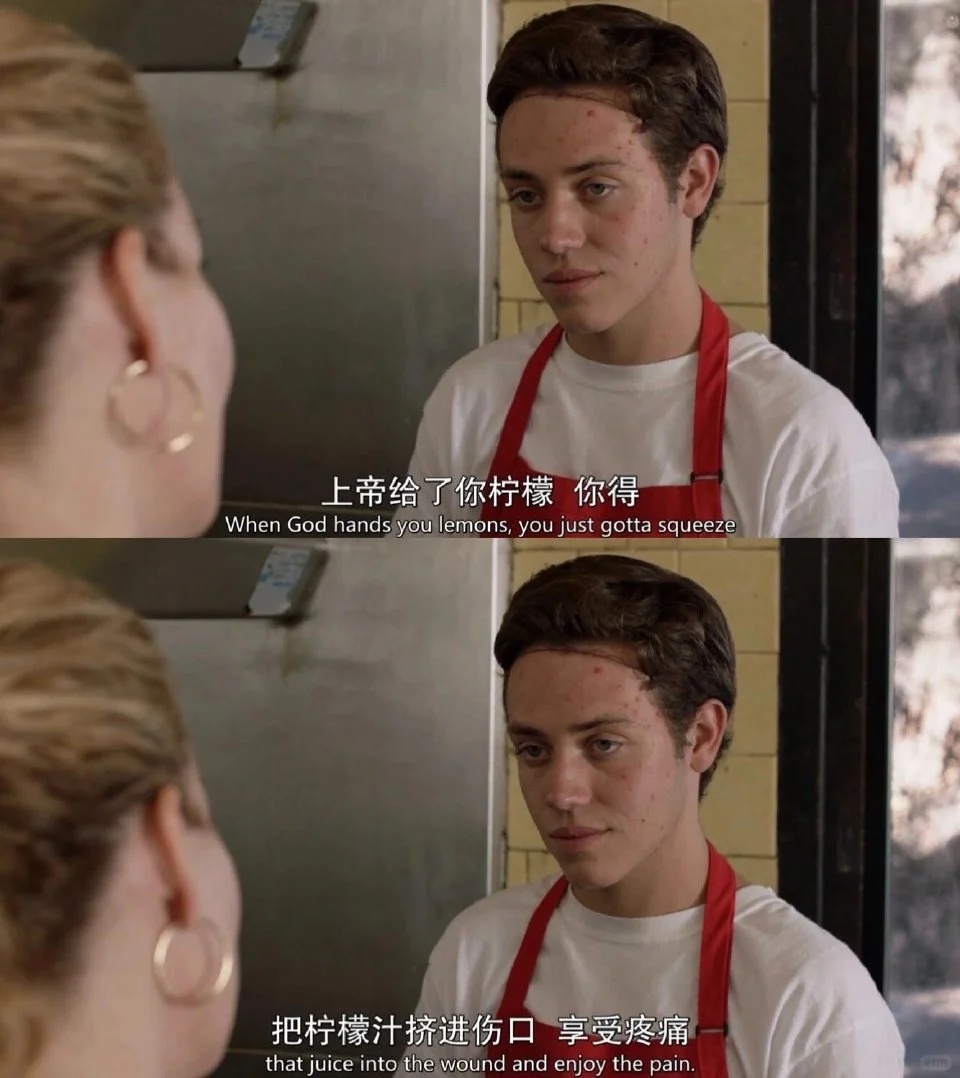 上帝给了你柠檬 你得
When God hands you lemons, you just gotta squeeze
把柠檬汁挤进伤口 享受疼痛
that juice into the wound and enjoy the pain.